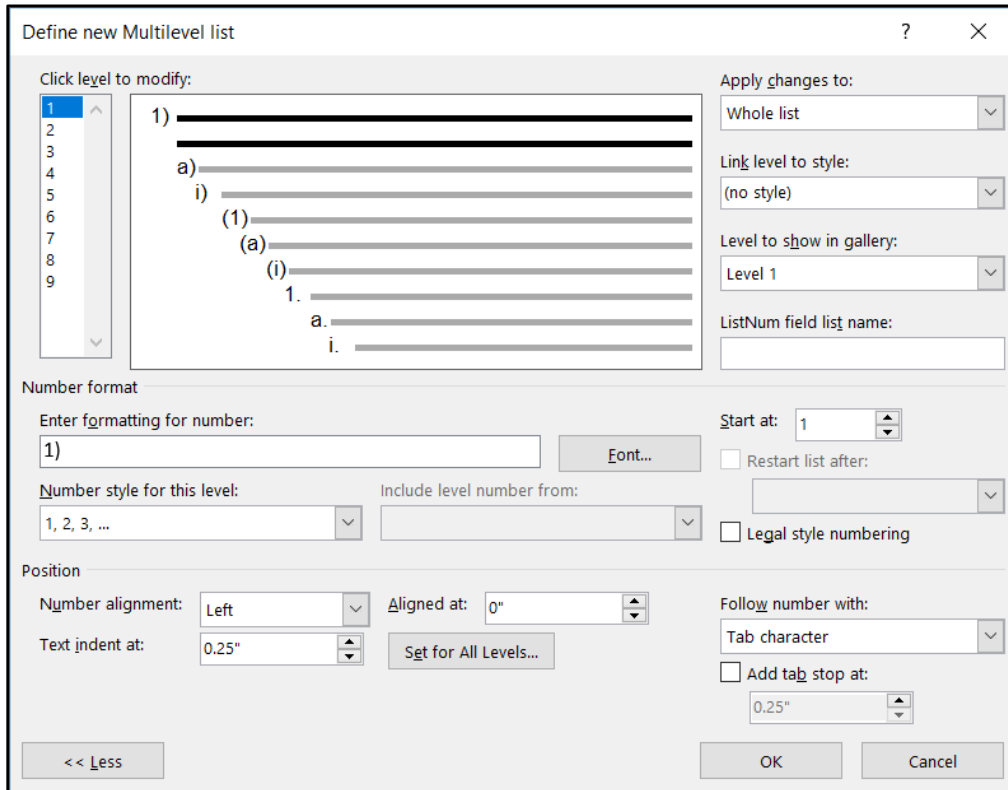 Define new Multilevel list ?
Click level to modify:
1
2
3
4
5
6
7
8
9
1)
a)
i)
(1)
(a)
(i)
1.
a.
i.
Apply changes to:
Whole list
Link level to style:
(no style)
Level to show in gallery:
Level 1
ListNum field list name:
Number format
Enter formatting for number:
1)
Font...
Start at: 1
Restart list after:
Number style for this level:
1, 2, 3, ...
Include level number from:
Legal style numbering
Position
Number alignment: Left
Aligned at: 0"
Text indent at: 0.25"
Set for All Levels...
Follow number with:
Tab character
Add tab stop at:
0.25"
<< Less
OK
Cancel